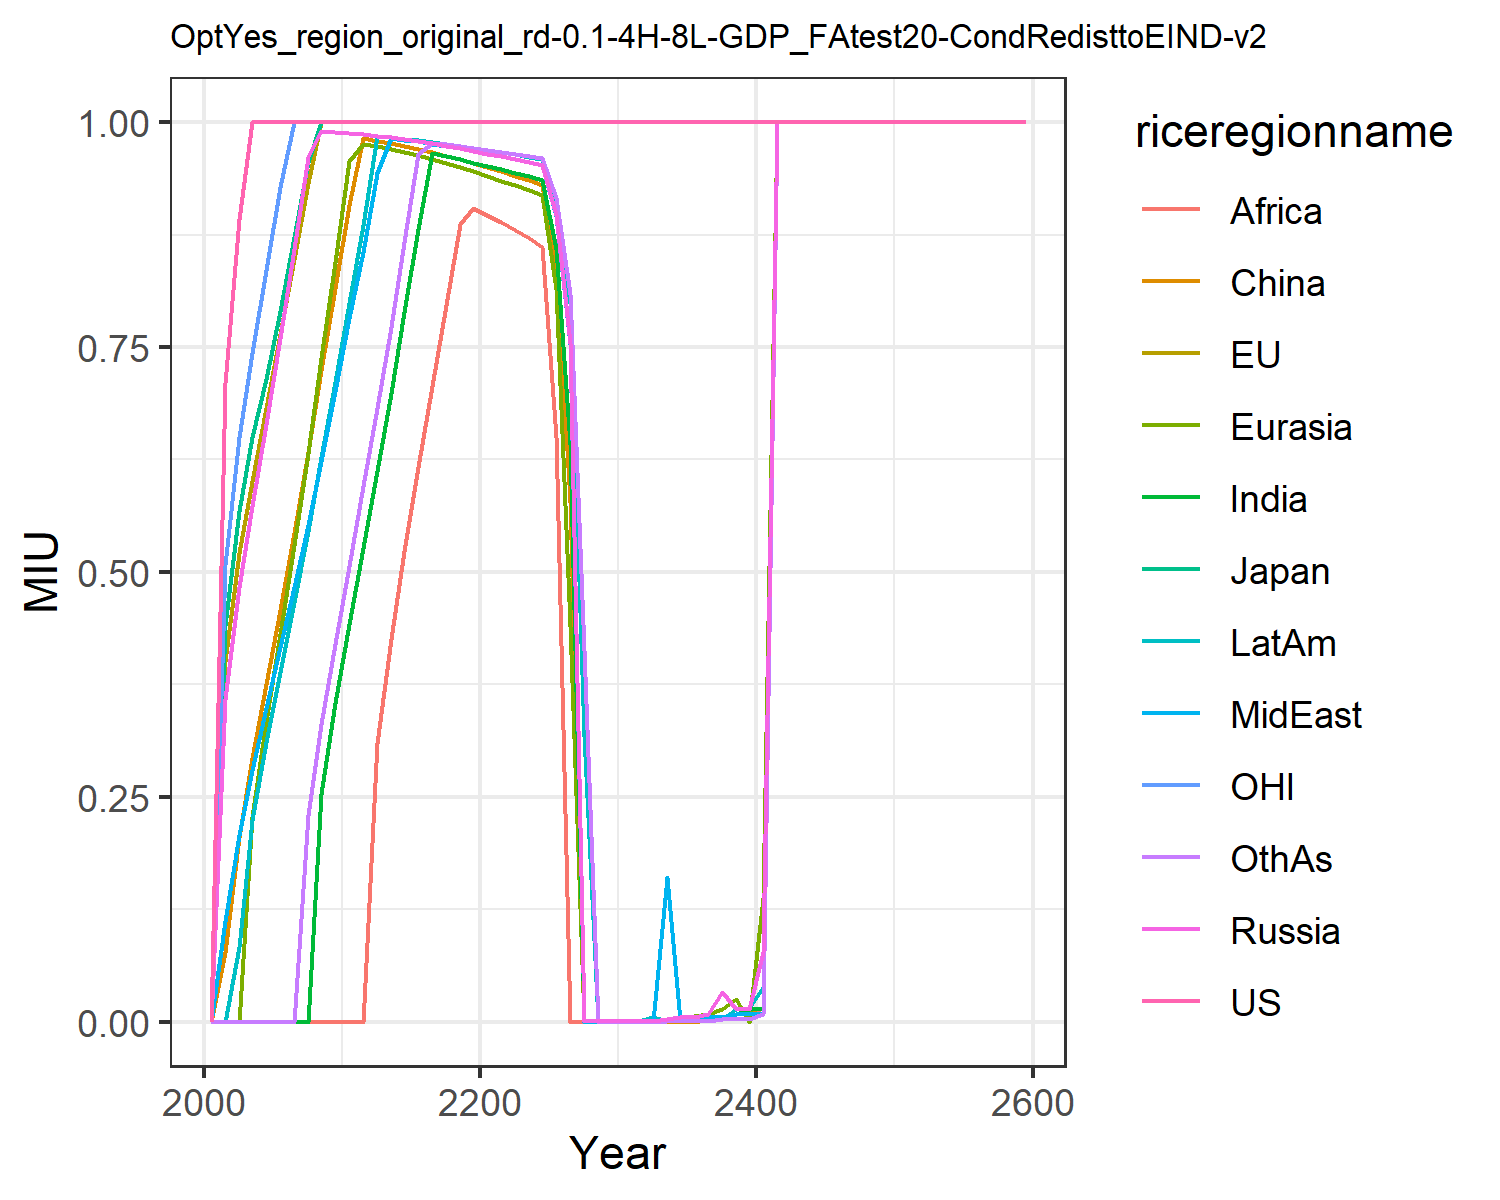 OptYes_region_original_rd-0.1-4H-8L-GDP_FAtest20-CondRedisttoEIND-v2
1.00
0.75
0.50
0.25
0.00
MIU
2000
2200
2400
2600
Year
riceregionname
Africa
China
EU
Eurasia
India
Japan
LatAm
MidEast
OHI
OthAs
Russia
US